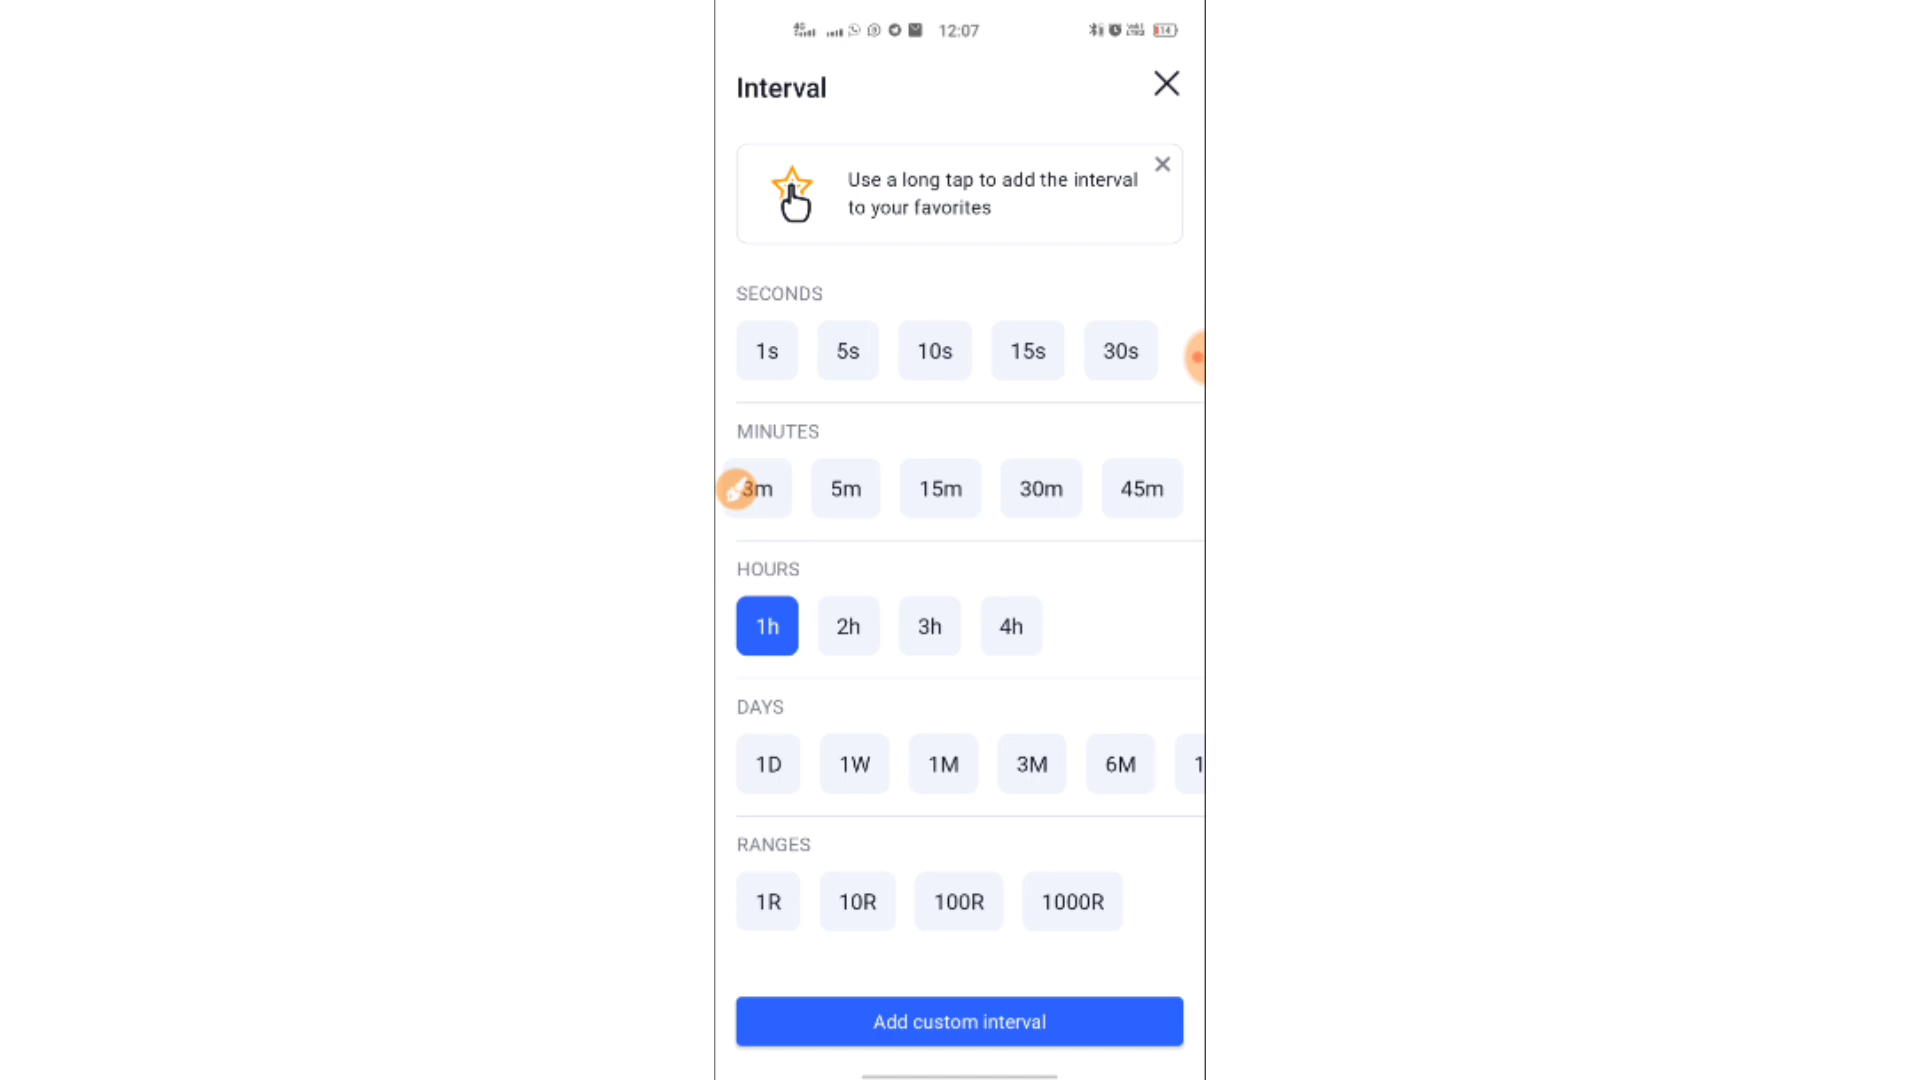 12:07
14
Interval
Use a long tap to add the interval
to your favorites
SECONDS
1s 5s 10s 15s 30s
MINUTES
3m 5m 15m 30m 45m
HOURS
1h 2h 3h 4h
DAYS
1D 1W 1M 3M 6M 1
RANGES
1R 10R 100R 1000R
Add custom interval